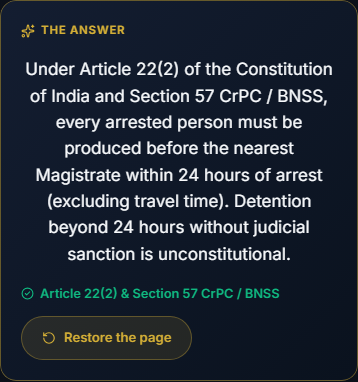 THE ANSWER
Under Article 22(2) of the Constitution
of India and Section 57 CrPC / BNSS,
every arrested person must be
produced before the nearest
Magistrate within 24 hours of arrest
(excluding travel time). Detention
beyond 24 hours without judicial
sanction is unconstitutional.
Article 22(2) & Section 57 CrPC / BNSS
Restore the page